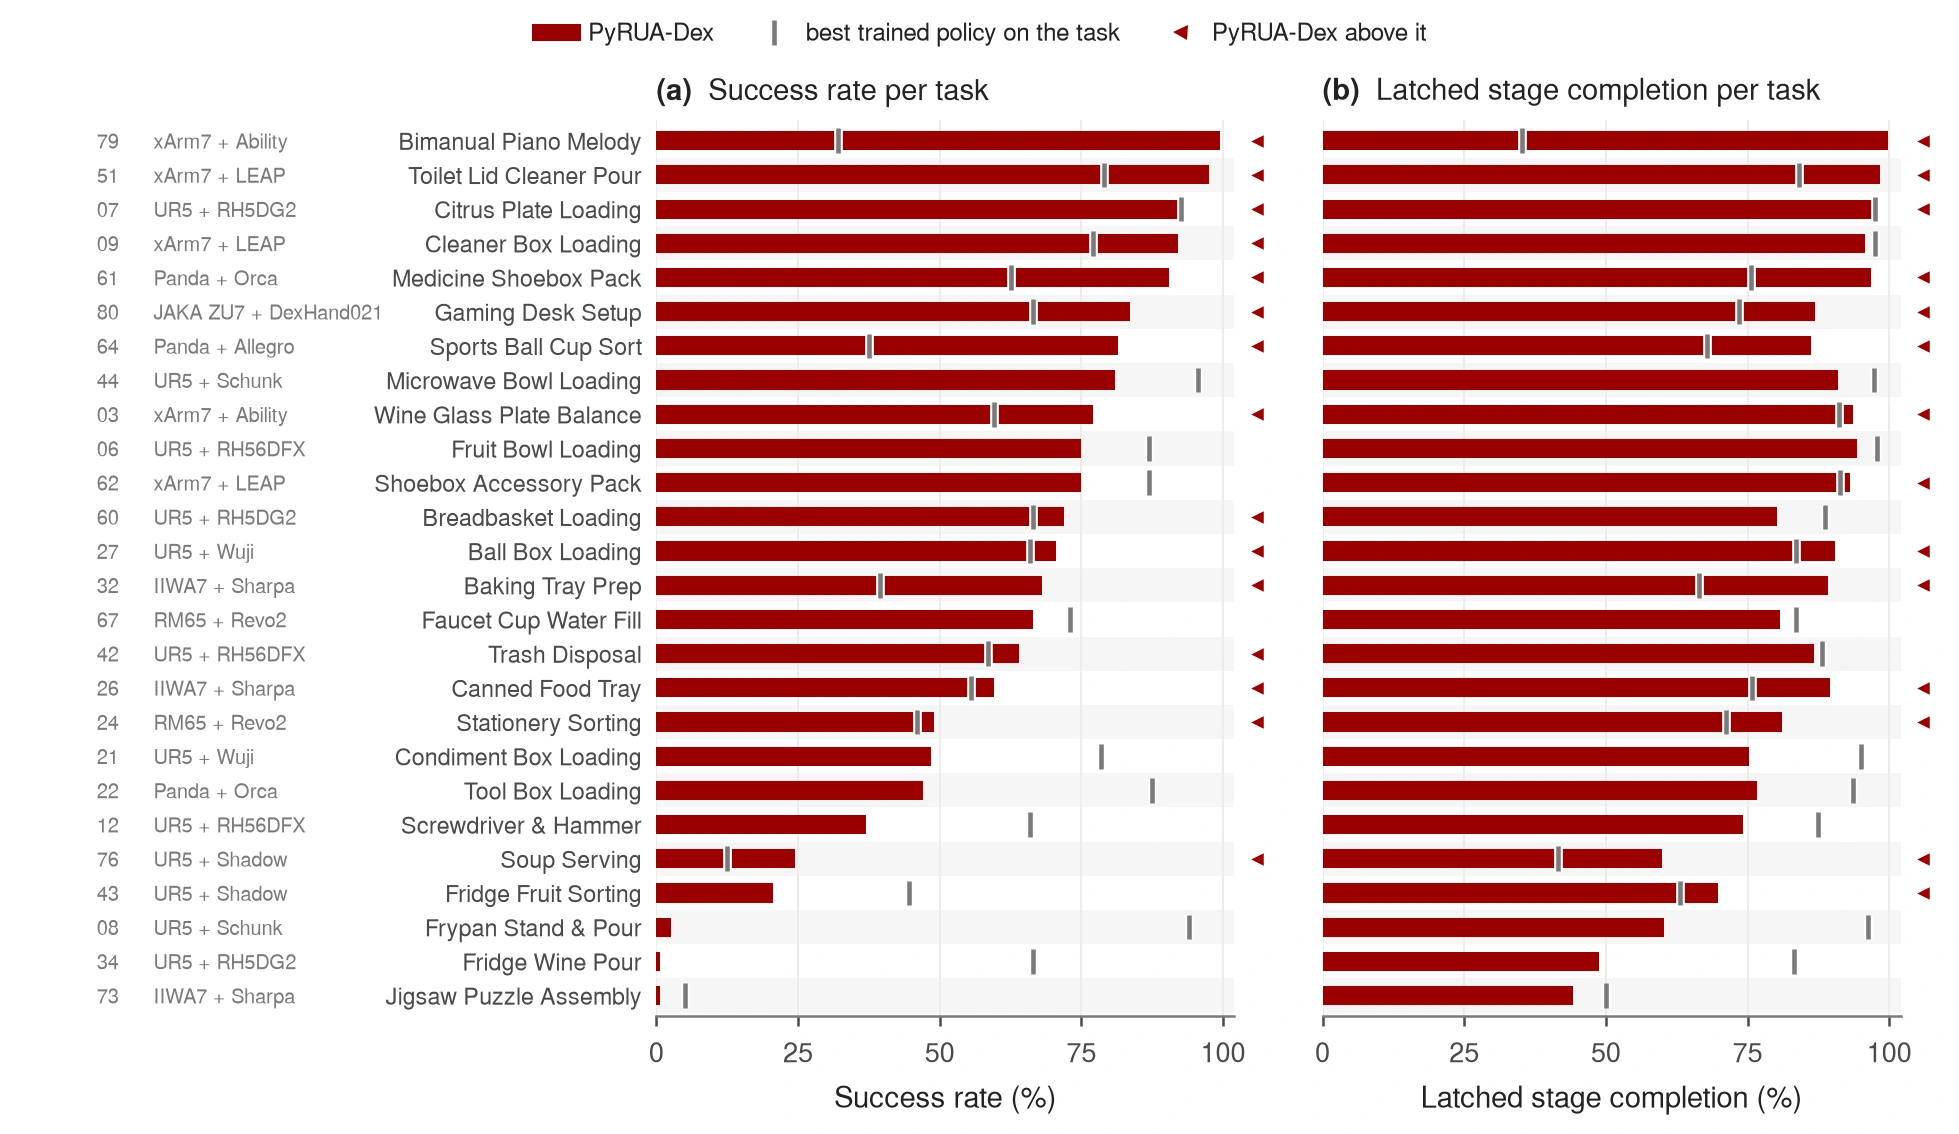 PyRUA-Dex best trained policy on the task PyRUA-Dex above it
(a) Success rate per task (b) Latched stage completion per task
79 xArm7 + Ability Bimanual Piano Melody
51 xArm7 + LEAP Toilet Lid Cleaner Pour
07 UR5 + RH5DG2 Citrus Plate Loading
09 xArm7 + LEAP Cleaner Box Loading
61 Panda + Orca Medicine Shoebox Pack
80 JAKA ZU7 + DexHand021 Gaming Desk Setup
64 Panda + Allegro Sports Ball Cup Sort
44 UR5 + Schunk Microwave Bowl Loading
03 xArm7 + Ability Wine Glass Plate Balance
06 UR5 + RH56DFX Fruit Bowl Loading
62 xArm7 + LEAP Shoebox Accessory Pack
60 UR5 + RH5DG2 Breadbasket Loading
27 UR5 + Wuji Ball Box Loading
32 IIWA7 + Sharpa Baking Tray Prep
67 RM65 + Revo2 Faucet Cup Water Fill
42 UR5 + RH56DFX Trash Disposal
26 IIWA7 + Sharpa Canned Food Tray
24 RM65 + Revo2 Stationery Sorting
21 UR5 + Wuji Condiment Box Loading
22 Panda + Orca Tool Box Loading
12 UR5 + RH56DFX Screwdriver & Hammer
76 UR5 + Shadow Soup Serving
43 UR5 + Shadow Fridge Fruit Sorting
08 UR5 + Schunk Frypan Stand & Pour
34 UR5 + RH5DG2 Fridge Wine Pour
73 IIWA7 + Sharpa Jigsaw Puzzle Assembly
0 25 50 75 100 0 25 50 75 100
Success rate (%) Latched stage completion (%)